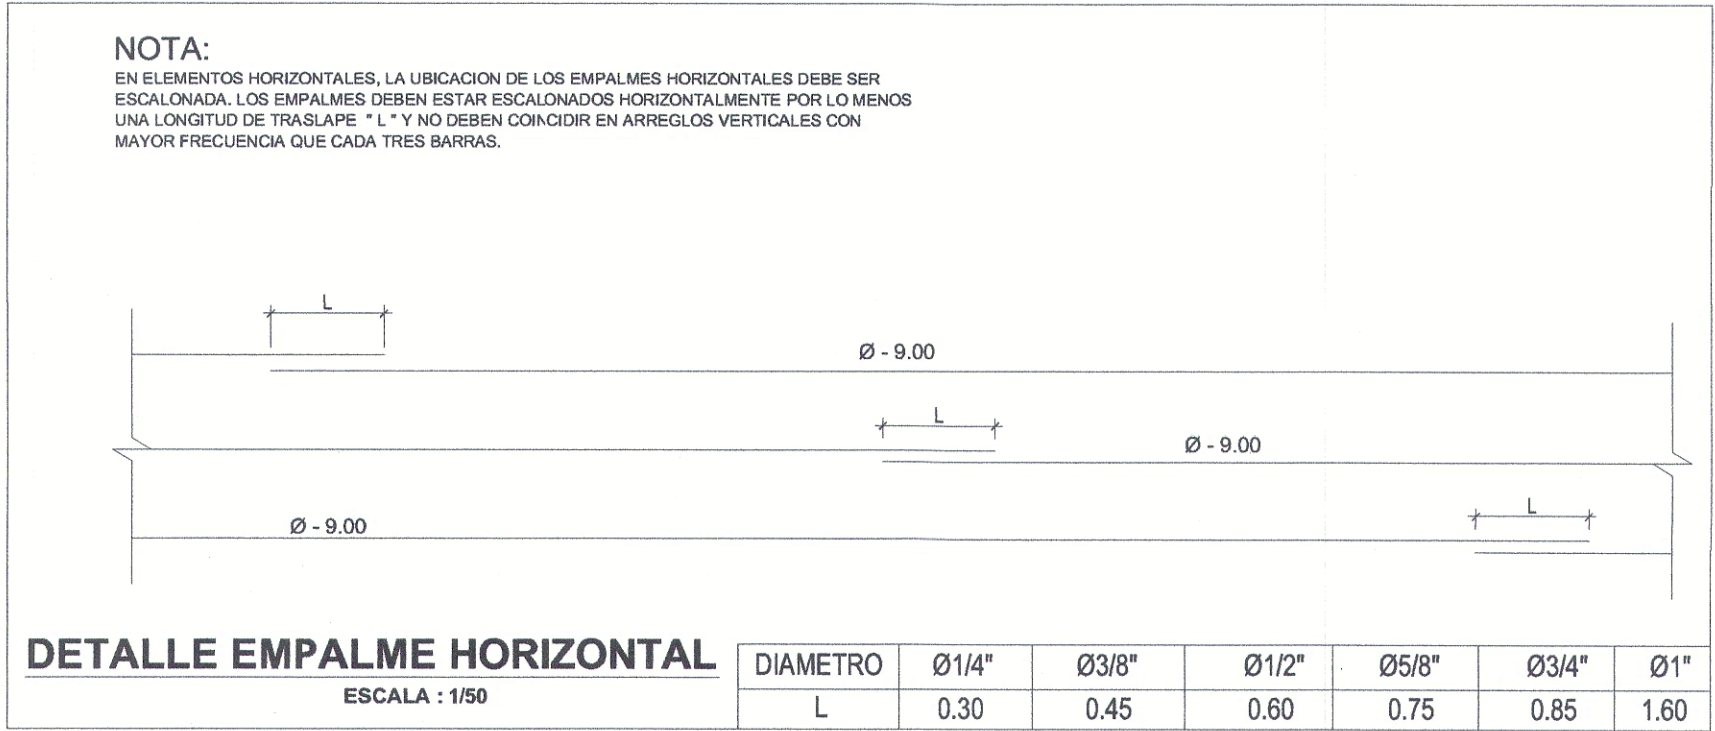 NOTA:
EN ELEMENTOS HORIZONTALES, LA UBICACION DE LOS EMPALMES HORIZONTALES DEBE SER
ESCALONADA. LOS EMPALMES DEBEN ESTAR ESCALONADOS HORIZONTALMENTE POR LO MENOS
UNA LONGITUD DE TRASLAPE " L " Y NO DEBEN COINCIDIR EN ARREGLOS VERTICALES CON
MAYOR FRECUENCIA QUE CADA TRES BARRAS.
L
Ø - 9.00
L
Ø - 9.00
L
Ø - 9.00
DETALLE EMPALME HORIZONTAL
ESCALA : 1/50
DIAMETRO Ø1/4" Ø3/8" Ø1/2" Ø5/8" Ø3/4" Ø1"
L 0.30 0.45 0.60 0.75 0.85 1.60